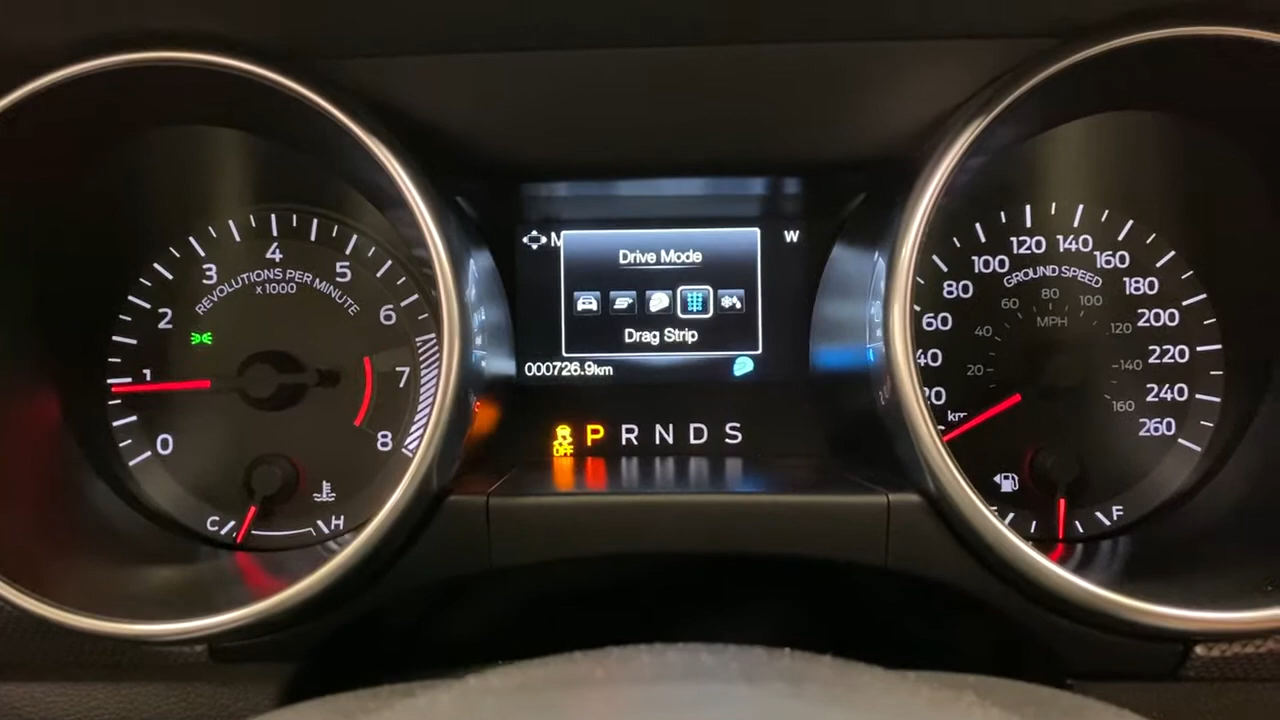 0 1 2 3 4 5 6 7 8
REVOLUTIONS PER MINUTE
x1000
C H
M W
Drive Mode
Drag Strip
000726.9km
OFF P R N D S
20 40 60 80 100 120 140 160 180 200 220 240 260
GROUND SPEED
20 40 60 80 100 120 140 160
MPH
km
F